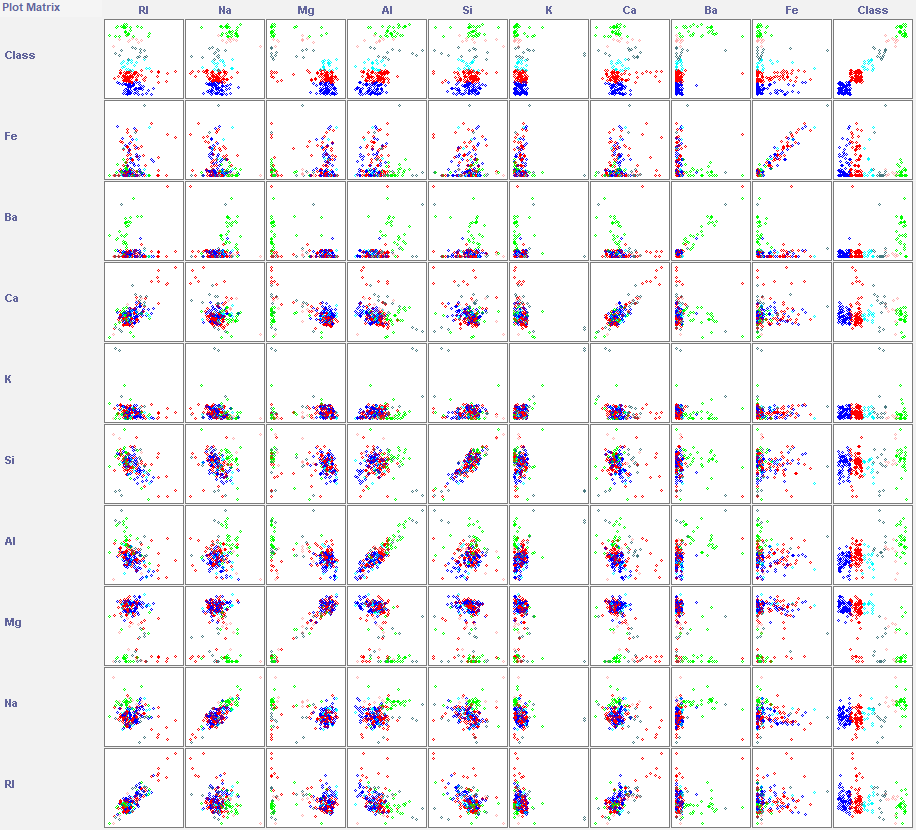 Plot Matrix
RI Na Mg Al Si K Ca Ba Fe Class
Class
Fe
Ba
Ca
K
Si
Al
Mg
Na
RI